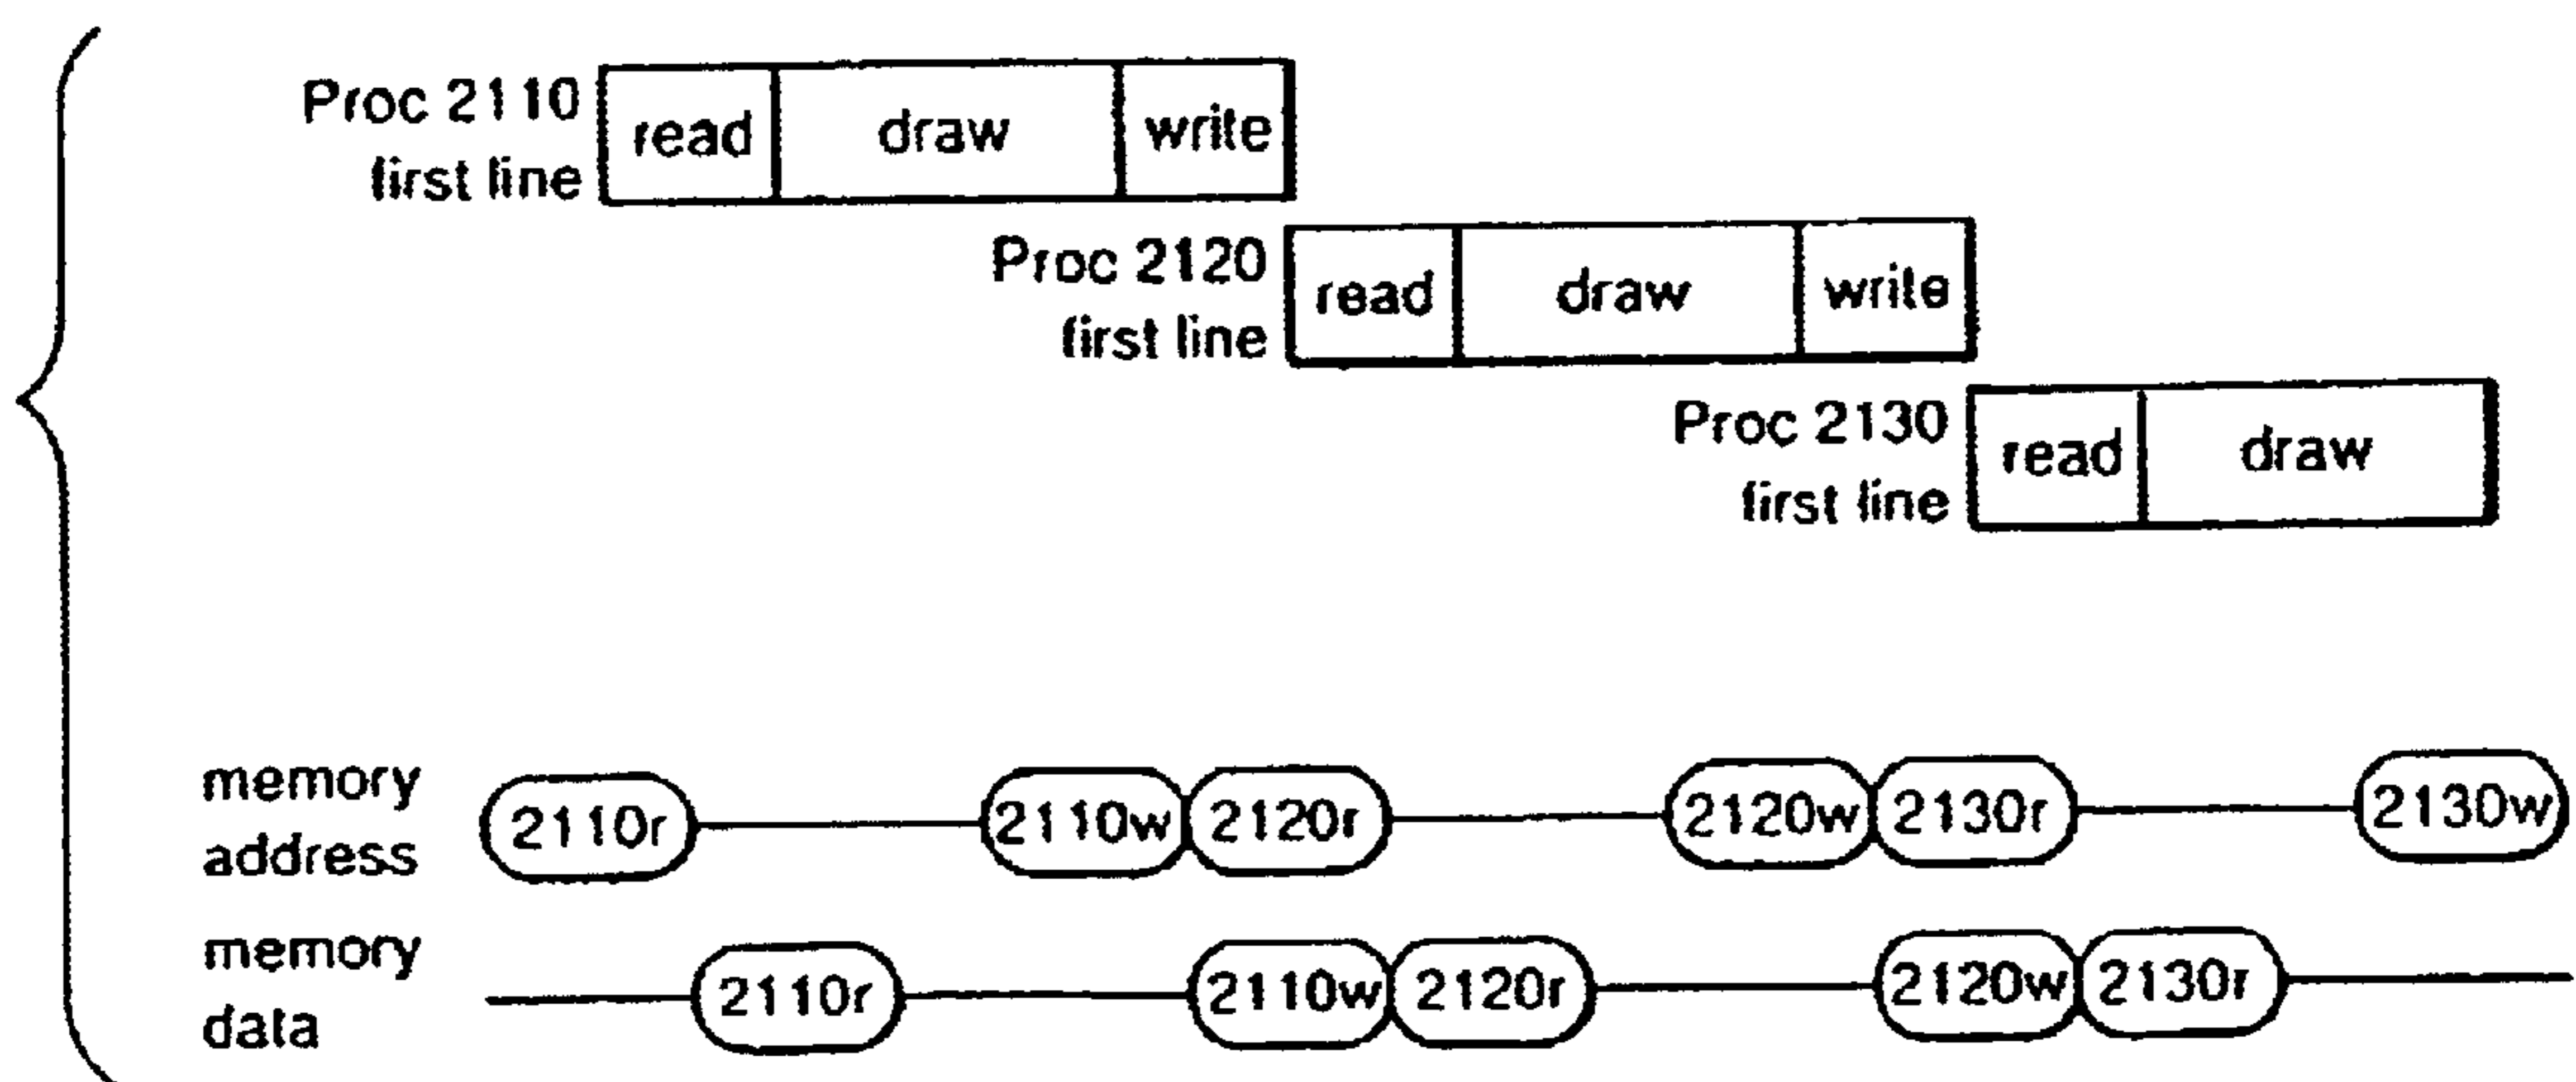 Proc 2110
first line
read draw write
Proc 2120
first line
read draw write
Proc 2130
first line
read draw
memory
address
2110r 2110w 2120r 2120w 2130r 2130w
memory
data
2110r 2110w 2120r 2120w 2130r